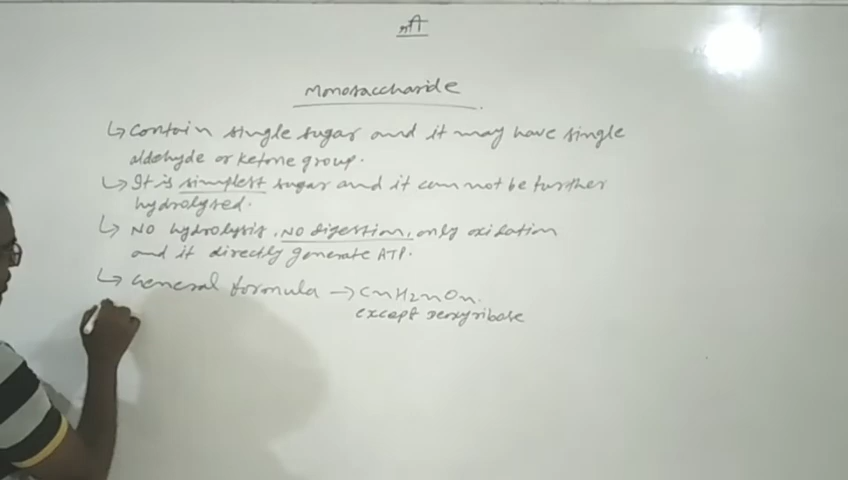 Monosaccharide
↳ Contain single sugar and it may have single
aldehyde or ketone group.
↳ It is simplest sugar and it can not be further
hydrolysed.
↳ NO hydrolysis, NO digestion, only oxidation
and it directly generate ATP.
↳ General formula → CnH2nOn.
except deoxyribose